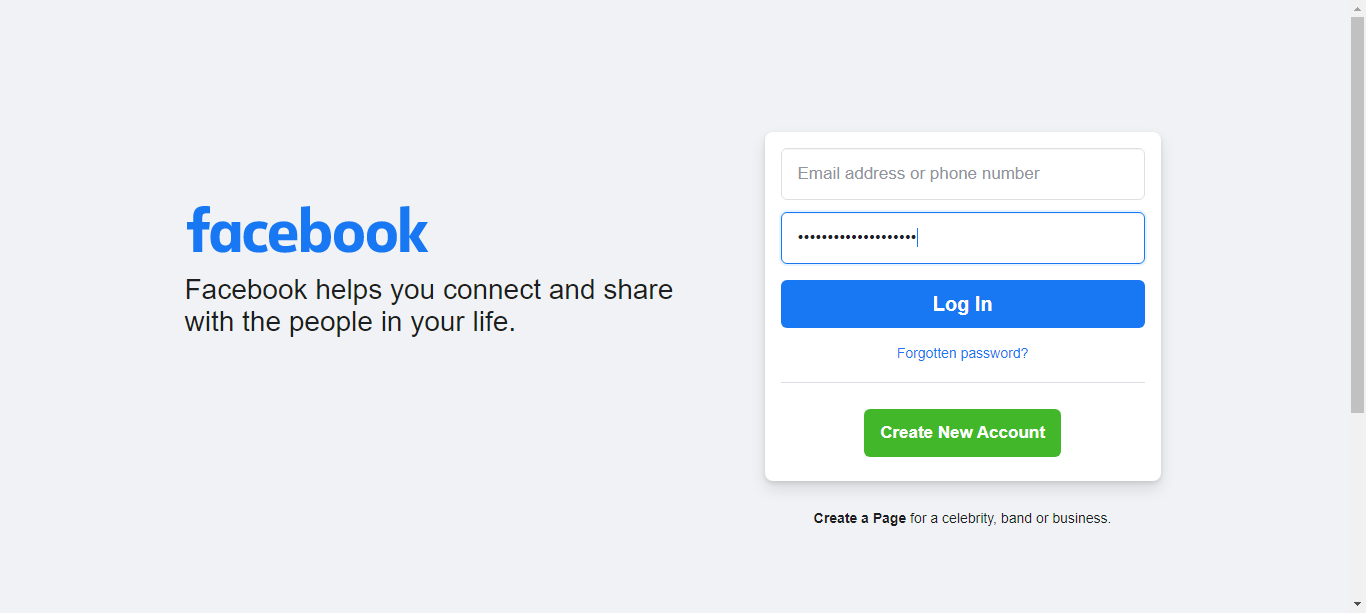 facebook
Facebook helps you connect and share
with the people in your life.
Email address or phone number
••••••••••••••••••••
Log In
Forgotten password?
Create New Account
Create a Page for a celebrity, band or business.